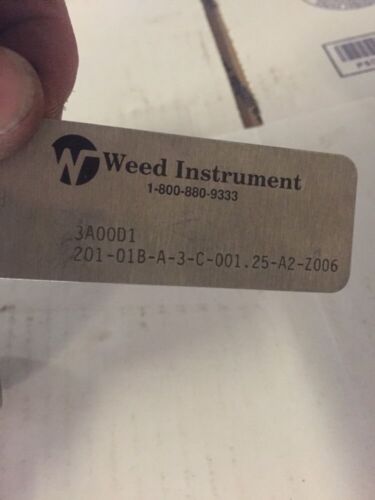 Weed Instrument
1-800-880-9333
3A00D1
201-01B-A-3-C-001.25-A2-Z006